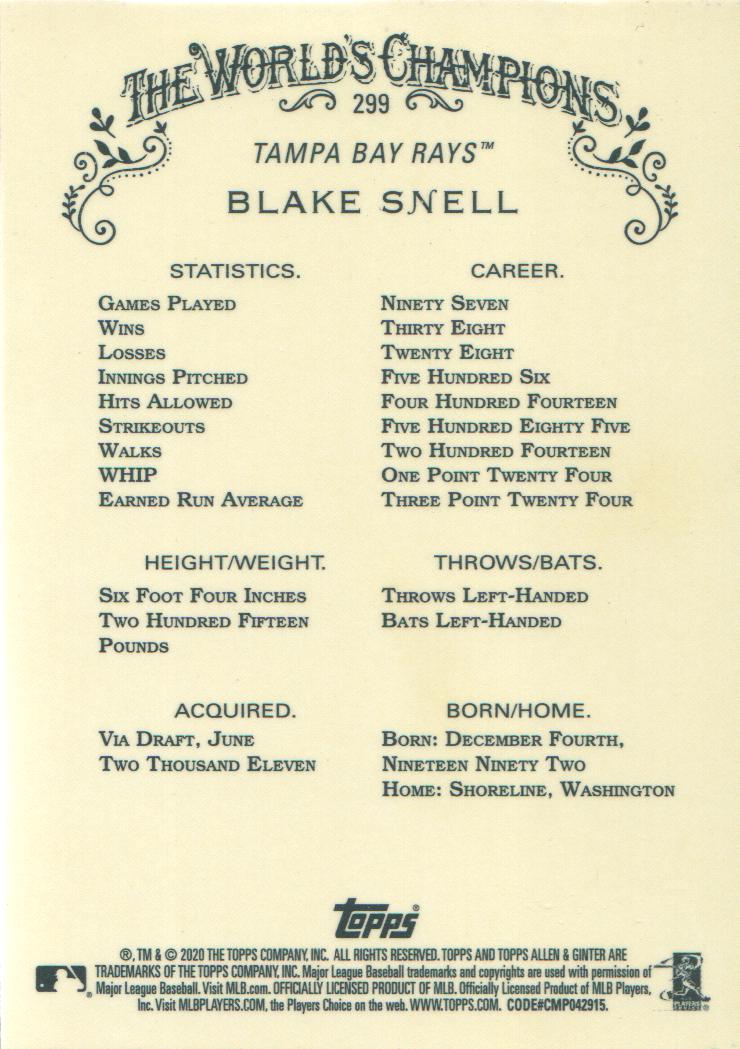 THE WORLD'S CHAMPIONS
299
TAMPA BAY RAYS™
BLAKE SNELL
STATISTICS. CAREER.
GAMES PLAYED NINETY SEVEN
WINS THIRTY EIGHT
LOSSES TWENTY EIGHT
INNINGS PITCHED FIVE HUNDRED SIX
HITS ALLOWED FOUR HUNDRED FOURTEEN
STRIKEOUTS FIVE HUNDRED EIGHTY FIVE
WALKS TWO HUNDRED FOURTEEN
WHIP ONE POINT TWENTY FOUR
EARNED RUN AVERAGE THREE POINT TWENTY FOUR
HEIGHT/WEIGHT. THROWS/BATS.
SIX FOOT FOUR INCHES THROWS LEFT-HANDED
TWO HUNDRED FIFTEEN BATS LEFT-HANDED
POUNDS
ACQUIRED. BORN/HOME.
VIA DRAFT, JUNE BORN: DECEMBER FOURTH,
TWO THOUSAND ELEVEN NINETEEN NINETY TWO
HOME: SHORELINE, WASHINGTON
topps®
®, TM & © 2020 THE TOPPS COMPANY, INC. ALL RIGHTS RESERVED. TOPPS AND TOPPS ALLEN & GINTER ARE
TRADEMARKS OF THE TOPPS COMPANY, INC. Major League Baseball trademarks and copyrights are used with permission of
Major League Baseball. Visit MLB.com. OFFICIALLY LICENSED PRODUCT OF MLB. Officially Licensed Product of MLB Players,
Inc. Visit MLBPLAYERS.COM, the Players Choice on the web. WWW.TOPPS.COM. CODE#CMP042915.